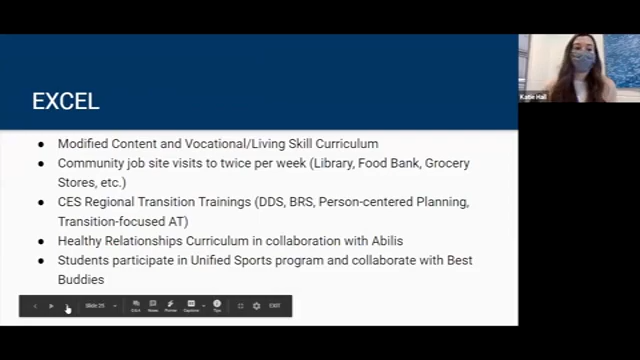 EXCEL
● Modified Content and Vocational/Living Skill Curriculum
● Community job site visits to twice per week (Library, Food Bank, Grocery
Stores, etc.)
● CES Regional Transition Trainings (DDS, BRS, Person-centered Planning,
Transition-focused AT)
● Healthy Relationships Curriculum in collaboration with Abilis
● Students participate in Unified Sports program and collaborate with Best
Buddies
Slide 25
Q&A Notes Pointer Captions Tips EXIT
Katie Hall